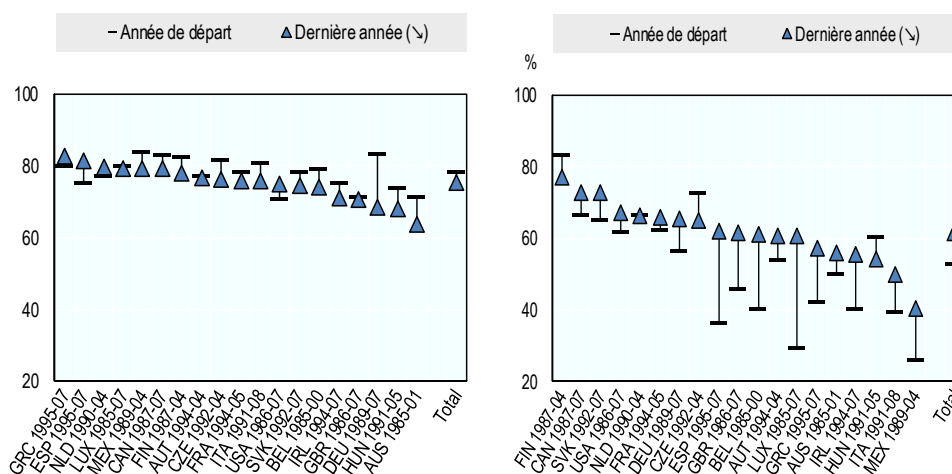 Année de départ
Dernière année (↘)
100
80
60
40
20
GRC 1995-07
ESP 1995-07
NLD 1990-04
LUX 1985-07
MEX 1989-04
CAN 1987-07
FIN 1987-04
AUT 1994-04
CZE 1992-04
FRA 1994-05
ITA 1991-08
USA 1986-07
SVK 1992-07
BEL 1985-00
IRL 1994-07
GBR 1986-07
DEU 1989-07
HUN 1991-05
AUS 1985-01
Total
Année de départ
Dernière année (↘)
%
100
80
60
40
20
FIN 1987-04
CAN 1987-07
SVK 1992-07
USA 1986-07
NLD 1990-04
FRA 1994-05
DEU 1989-07
CZE 1992-04
ESP 1995-07
GBR 1986-07
BEL 1985-00
AUT 1994-04
LUX 1985-07
GRC 1995-07
AUS 1985-01
IRL 1994-07
HUN 1991-05
ITA 1991-08
MEX 1989-04
Total